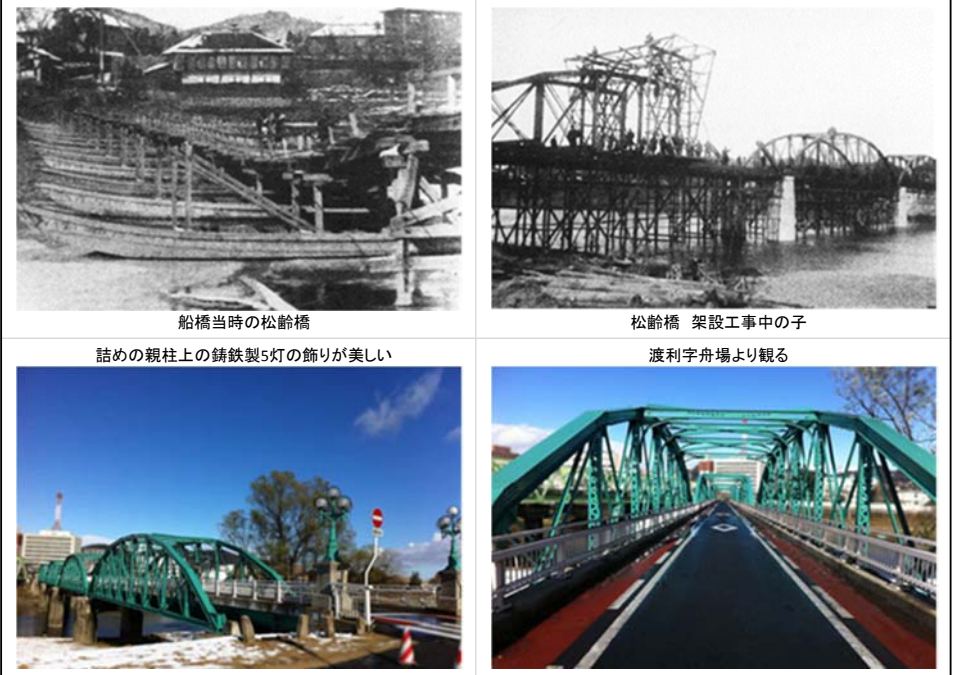 船橋当時の松齢橋
松齢橋 架設工事中の子
詰めの親柱上の鋳鉄製5灯の飾りが美しい
渡利字舟場より観る